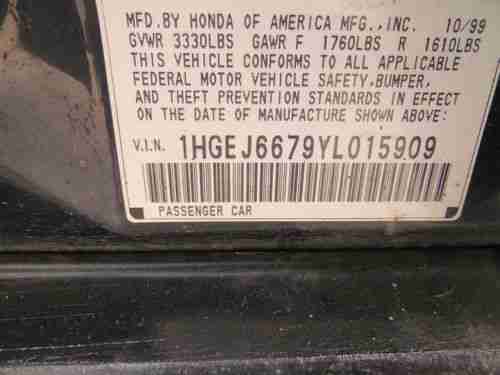 MFD.BY HONDA OF AMERICA MFG.,INC. 10/99
GVWR 3330LBS GAWR F 1760LBS R 1610LBS
THIS VEHICLE CONFORMS TO ALL APPLICABLE
FEDERAL MOTOR VEHICLE SAFETY,BUMPER,
AND THEFT PREVENTION STANDARDS IN EFFECT
ON THE DATE OF MANUFACTURE SHOWN ABOVE:
V.I.N. 1HGEJ6679YL015909
PASSENGER CAR